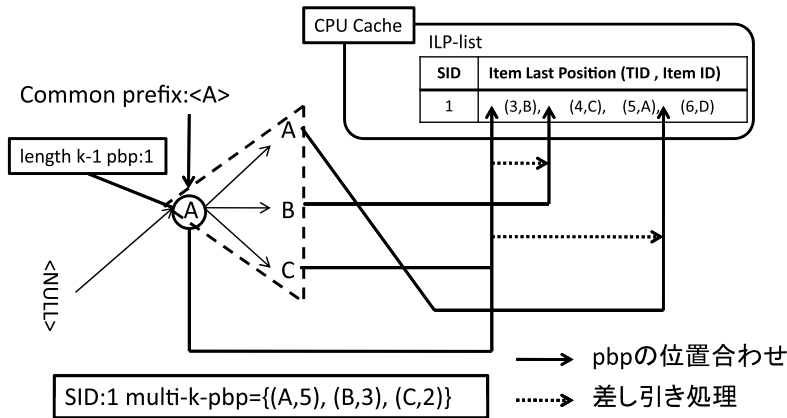 CPU Cache
ILP-list
SID Item Last Position (TID , Item ID)
1 (3,B), (4,C), (5,A), (6,D)
Common prefix:<A>
length k-1 pbp:1
A
A
B
C
<NULL>
pbpの位置合わせ
差し引き処理
SID:1 multi-k-pbp={(A,5), (B,3), (C,2)}